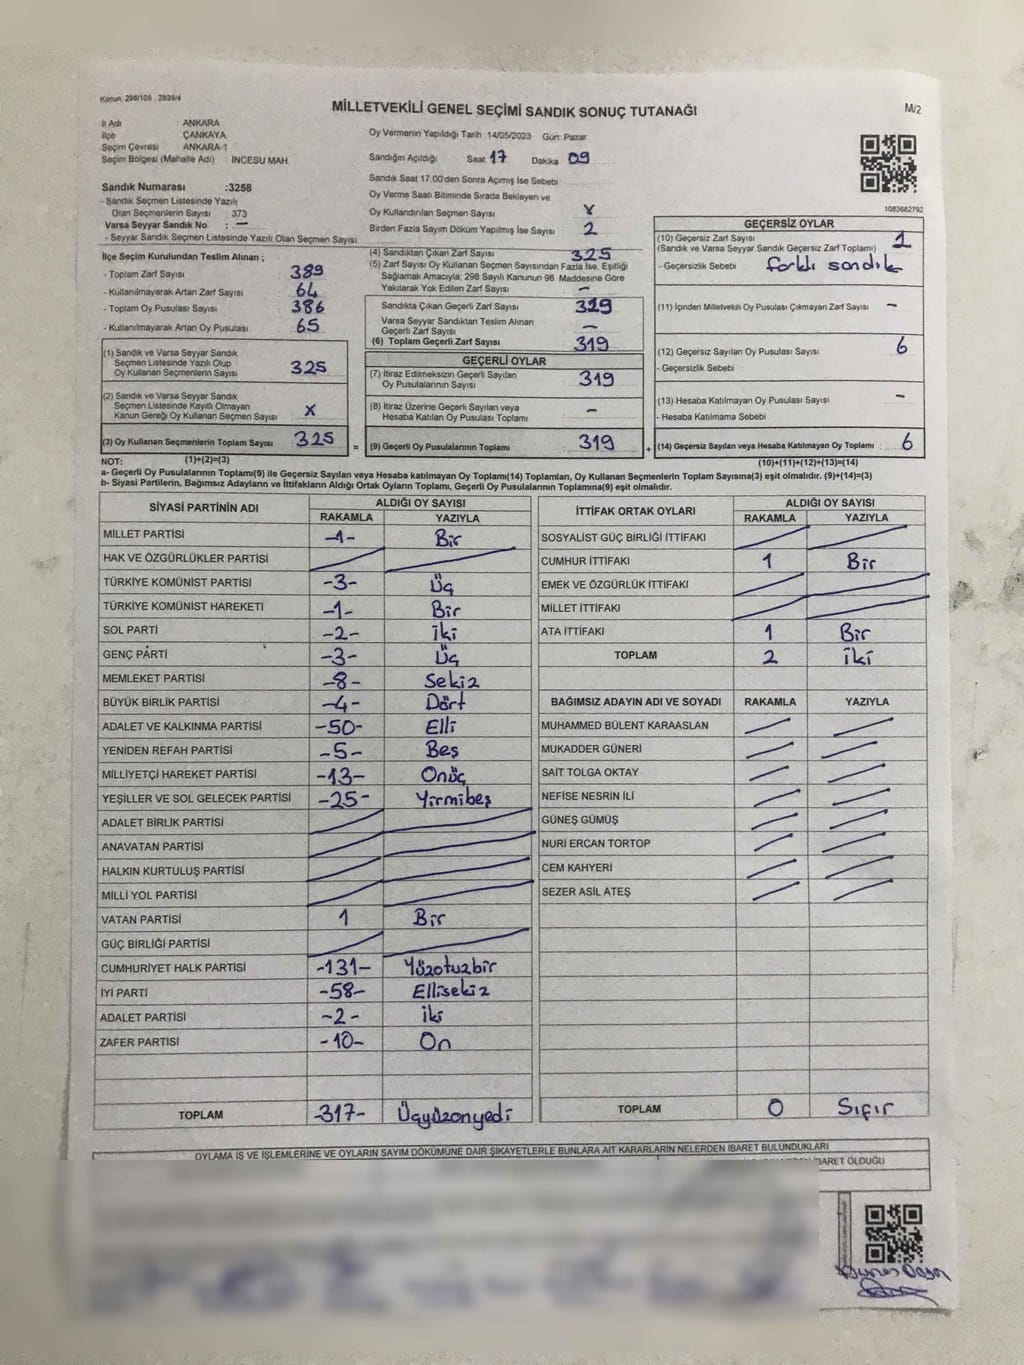 Kanun: 298/105 , 2839/4
MİLLETVEKİLİ GENEL SEÇİMİ SANDIK SONUÇ TUTANAĞI
M/2
İl Adı ANKARA
İlçe ÇANKAYA
Seçim Çevresi ANKARA-1
Seçim Bölgesi (Mahalle Adı) İNCESU MAH.
Sandık Numarası :3258
- Sandık Seçmen Listesinde Yazılı
Olan Seçmenlerin Sayısı : 373
Varsa Seyyar Sandık No : —
- Seyyar Sandık Seçmen Listesinde Yazılı Olan Seçmen Sayısı:
İlçe Seçim Kurulundan Teslim Alınan ;
- Toplam Zarf Sayısı 389
- Kullanılmayarak Artan Zarf Sayısı 64
- Toplam Oy Pusulası Sayısı 386
- Kullanılmayarak Artan Oy Pusulası 65
(1) Sandık ve Varsa Seyyar Sandık
Seçmen Listesinde Yazılı Olup
Oy Kullanan Seçmenlerin Sayısı 325
(2) Sandık ve Varsa Seyyar Sandık
Seçmen Listesinde Kayıtlı Olmayan
Kanun Gereği Oy Kullanan Seçmen Sayısı X
(3) Oy Kullanan Seçmenlerin Toplam Sayısı 325
Oy Vermenin Yapıldığı Tarih :14/05/2023 Gün: Pazar
Sandığın Açıldığı Saat 17 Dakika 09
Sandık Saat 17.00'den Sonra Açımış İse Sebebi
Oy Verme Saati Bitiminde Sırada Bekleyen ve
Oy Kullandırılan Seçmen Sayısı X
Birden Fazla Sayım Döküm Yapılmış İse Sayısı 2
(4) Sandıktan Çıkan Zarf Sayısı 325
(5) Zarf Sayısı Oy Kullanan Seçmen Sayısından Fazla İse, Eşitliği
Sağlamak Amacıyla, 298 Sayılı Kanunun 98. Maddesine Göre
Yakılarak Yok Edilen Zarf Sayısı —
Sandıkta Çıkan Geçerli Zarf Sayısı 319
Varsa Seyyar Sandıktan Teslim Alınan
Geçerli Zarf Sayısı —
(6) Toplam Geçerli Zarf Sayısı 319
GEÇERLİ OYLAR
(7) İtiraz Edilmeksizin Geçerli Sayılan
Oy Pusulalarının Sayısı 319
(8) İtiraz Üzerine Geçerli Sayılan veya
Hesaba Katılan Oy Pusulası Toplamı —
= (9) Geçerli Oy Pusulalarının Toplamı 319 +
1083682792
GEÇERSİZ OYLAR
(10) Geçersiz Zarf Sayısı 1
(Sandık ve Varsa Seyyar Sandık Geçersiz Zarf Toplamı)
- Geçersizlik Sebebi farklı sandık
(11) İçinden Milletvekili Oy Pusulası Çıkmayan Zarf Sayısı —
(12) Geçersiz Sayılan Oy Pusulası Sayısı 6
- Geçersizlik Sebebi
(13) Hesaba Katılmayan Oy Pusulası Sayısı —
- Hesaba Katılmama Sebebi
(14) Geçersiz Sayılan veya Hesaba Katılmayan Oy Toplamı 6
NOT: (1)+(2)=(3)
(10)+(11)+(12)+(13)=(14)
a- Geçerli Oy Pusulalarının Toplamı(9) ile Geçersiz Sayılan veya Hesaba katılmayan Oy Toplamı(14) Toplamları, Oy Kullanan Seçmenlerin Toplam Sayısına(3) eşit olmalıdır. (9)+(14)=(3)
b- Siyasi Partilerin, Bağımsız Adayların ve İttifakların Aldığı Ortak Oyların Toplamı, Geçerli Oy Pusulalarının Toplamına(9) eşit olmalıdır.
SİYASİ PARTİNİN ADI ALDIĞI OY SAYISI
RAKAMLA YAZIYLA
MİLLET PARTİSİ -1- Bir
HAK VE ÖZGÜRLÜKLER PARTİSİ
TÜRKİYE KOMÜNİST PARTİSİ -3- Üç
TÜRKİYE KOMÜNİST HAREKETİ -1- Bir
SOL PARTİ -2- İki
GENÇ PARTİ -3- Üç
MEMLEKET PARTİSİ -8- Sekiz
BÜYÜK BİRLİK PARTİSİ -4- Dört
ADALET VE KALKINMA PARTİSİ -50- Elli
YENİDEN REFAH PARTİSİ -5- Beş
MİLLİYETÇİ HAREKET PARTİSİ -13- Onüç
YEŞİLLER VE SOL GELECEK PARTİSİ -25- Yirmibeş
ADALET BİRLİK PARTİSİ
ANAVATAN PARTİSİ
HALKIN KURTULUŞ PARTİSİ
MİLLİ YOL PARTİSİ
VATAN PARTİSİ 1 Bir
GÜÇ BİRLİĞİ PARTİSİ
CUMHURİYET HALK PARTİSİ -131- Yüzotuzbir
İYİ PARTİ -58- Ellisekiz
ADALET PARTİSİ -2- İki
ZAFER PARTİSİ -10- On
TOPLAM -317- Üçyüzonyedi
İTTİFAK ORTAK OYLARI ALDIĞI OY SAYISI
RAKAMLA YAZIYLA
SOSYALİST GÜÇ BİRLİĞİ İTTİFAKI
CUMHUR İTTİFAKI 1 Bir
EMEK VE ÖZGÜRLÜK İTTİFAKI
MİLLET İTTİFAKI
ATA İTTİFAKI 1 Bir
TOPLAM 2 İki
BAĞIMSIZ ADAYIN ADI VE SOYADI RAKAMLA YAZIYLA
MUHAMMED BÜLENT KARAASLAN
MUKADDER GÜNERİ
SAİT TOLGA OKTAY
NEFİSE NESRİN İLİ
GÜNEŞ GÜMÜŞ
NURİ ERCAN TORTOP
CEM KAHYERİ
SEZER ASİL ATEŞ
TOPLAM 0 Sıfır
OYLAMA İŞ VE İŞLEMLERİNE VE OYLARIN SAYIM DÖKÜMÜNE DAİR ŞİKAYETLERLE BUNLARA AİT KARARLARIN NELERDEN İBARET BULUNDUKLARI
İBARET OLDUĞU